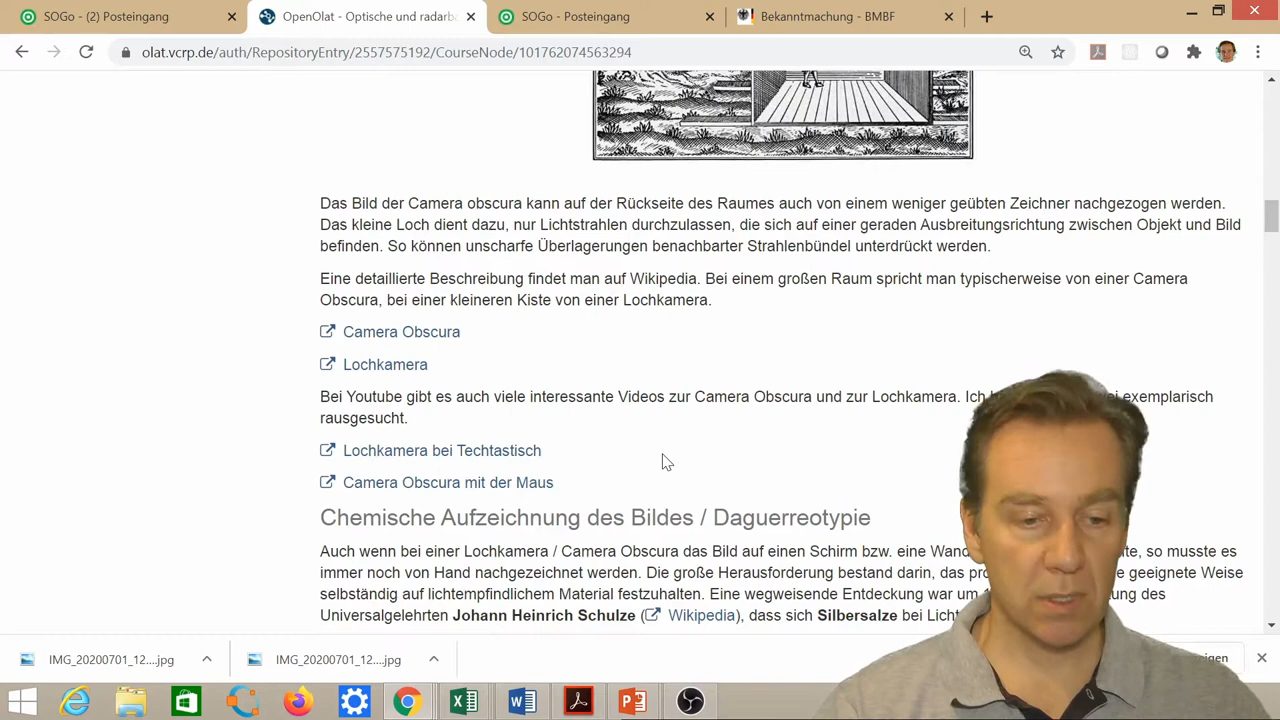 SOGo - (2) Posteingang
OpenOlat - Optische und radarba
SOGo - Posteingang
Bekanntmachung - BMBF
olat.vcrp.de/auth/RepositoryEntry/2557575192/CourseNode/101762074563294
Das Bild der Camera obscura kann auf der Rückseite des Raumes auch von einem weniger geübten Zeichner nachgezogen werden.
Das kleine Loch dient dazu, nur Lichtstrahlen durchzulassen, die sich auf einer geraden Ausbreitungsrichtung zwischen Objekt und Bild
befinden. So können unscharfe Überlagerungen benachbarter Strahlenbündel unterdrückt werden.
Eine detaillierte Beschreibung findet man auf Wikipedia. Bei einem großen Raum spricht man typischerweise von einer Camera
Obscura, bei einer kleineren Kiste von einer Lochkamera.
Camera Obscura
Lochkamera
Bei Youtube gibt es auch viele interessante Videos zur Camera Obscura und zur Lochkamera. Ich exemplarisch
rausgesucht.
Lochkamera bei Techtastisch
Camera Obscura mit der Maus
Chemische Aufzeichnung des Bildes / Daguerreotypie
Auch wenn bei einer Lochkamera / Camera Obscura das Bild auf einen Schirm bzw. eine so musste es
immer noch von Hand nachgezeichnet werden. Die große Herausforderung bestand darin, das geeignete Weise
selbständig auf lichtempfindlichem Material festzuhalten. Eine wegweisende Entdeckung war um des
Universalgelehrten Johann Heinrich Schulze (Wikipedia), dass sich Silbersalze bei
IMG_20200701_12....jpg
IMG_20200701_12....jpg